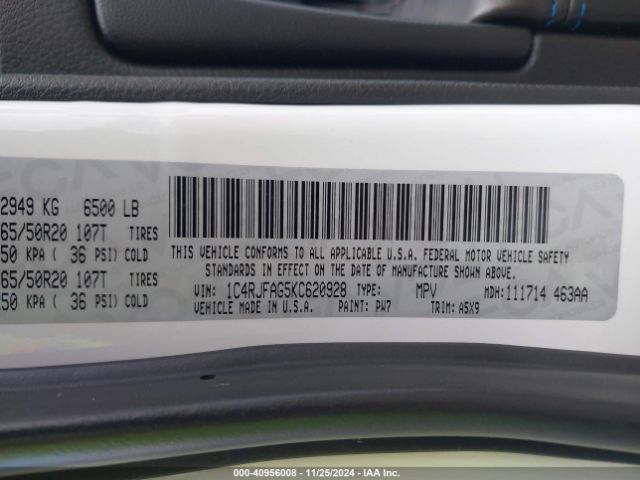 2949 KG 6500 LB
65/50R20 107T TIRES
50 KPA ( 36 PSI) COLD
65/50R20 107T TIRES
250 KPA ( 36 PSI) COLD
THIS VEHICLE CONFORMS TO ALL APPLICABLE U.S.A. FEDERAL MOTOR VEHICLE SAFETY
STANDARDS IN EFFECT ON THE DATE OF MANUFACTURE SHOWN ABOVE.
VIN: 1C4RJFAG5KC620928 TYPE: MPV MDH: 111714 463AA
VEHICLE MADE IN U.S.A. PAINT: PW7 TRIM: A5X9
000-40956008 - 11/25/2024 - IAA Inc.